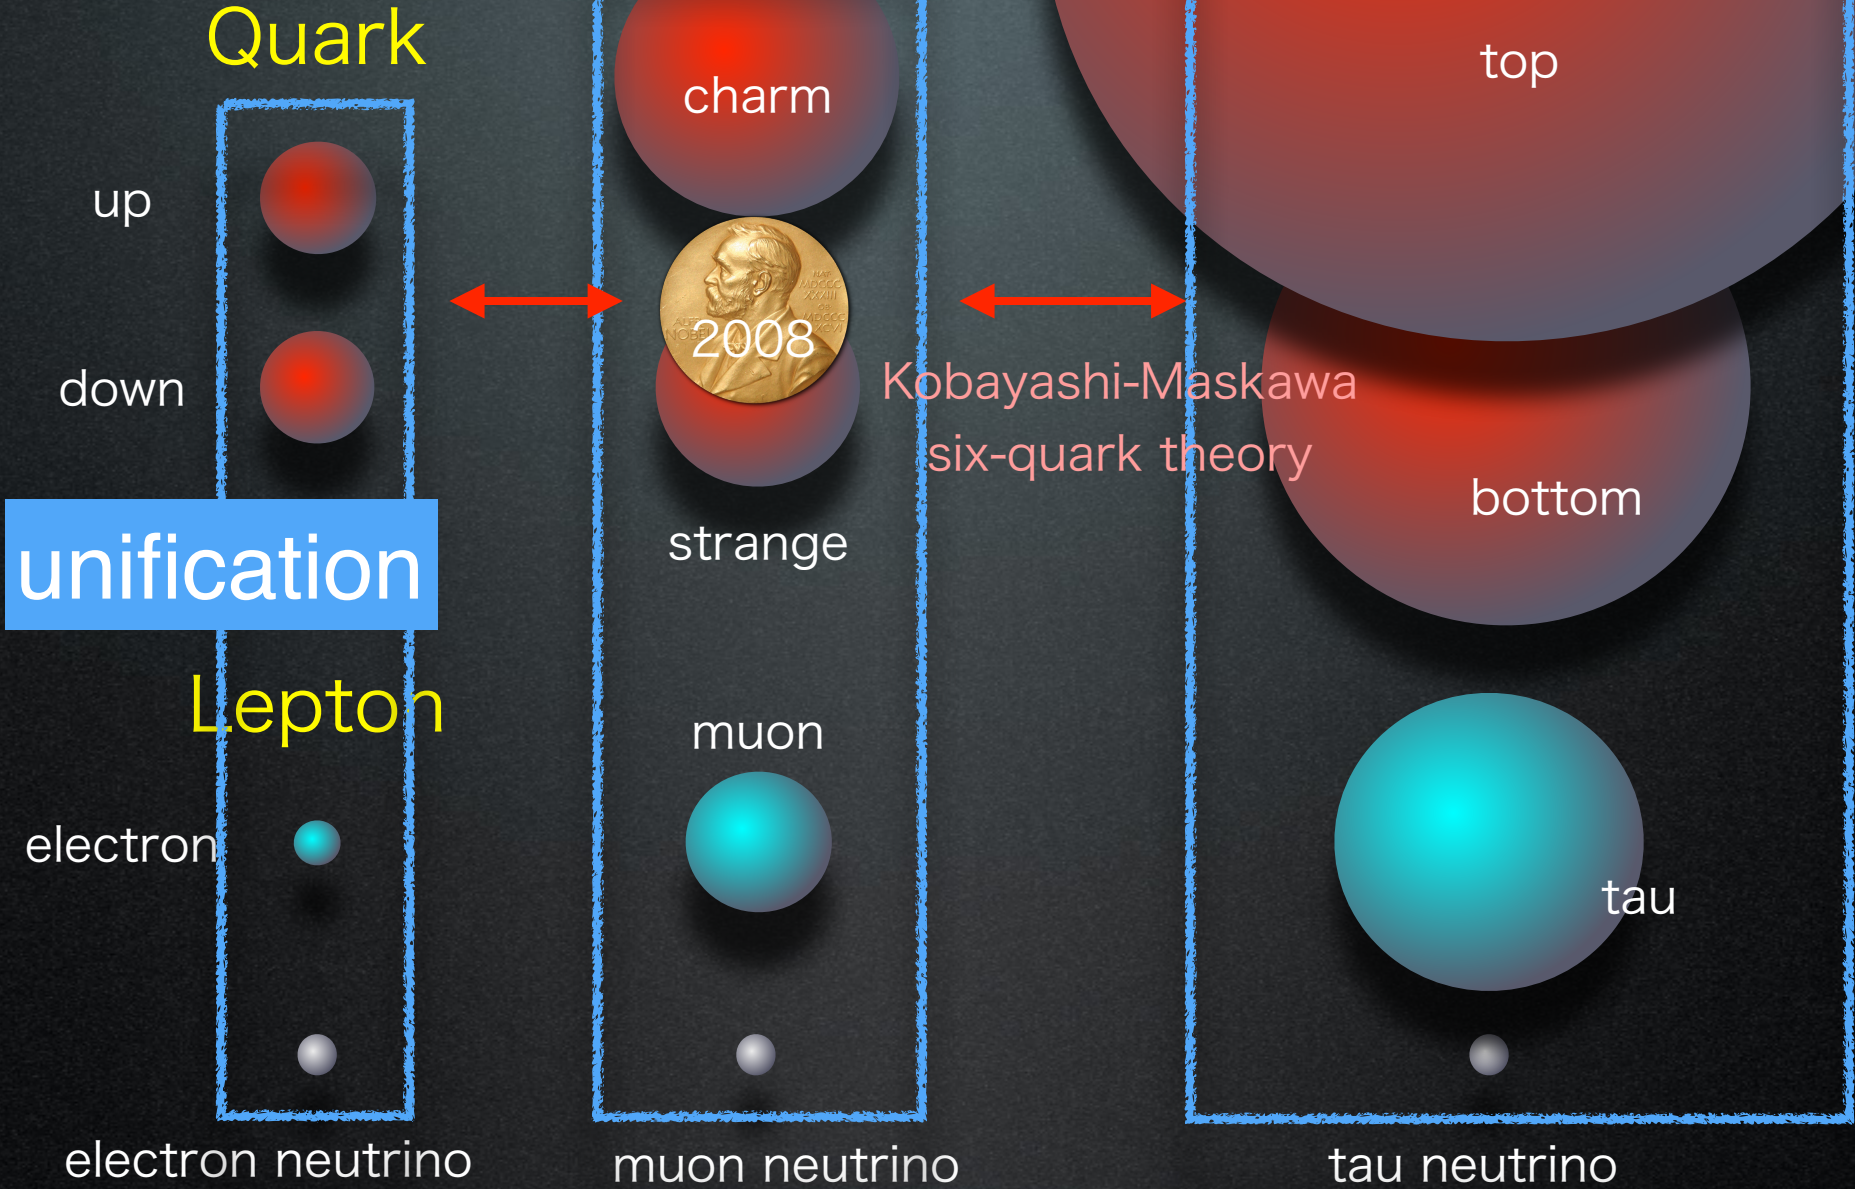 Quark
charm
top
up
2008
down
Kobayashi-Maskawa
six-quark theory
bottom
strange
unification
Lepton
muon
electron
tau
electron neutrino
muon neutrino
tau neutrino